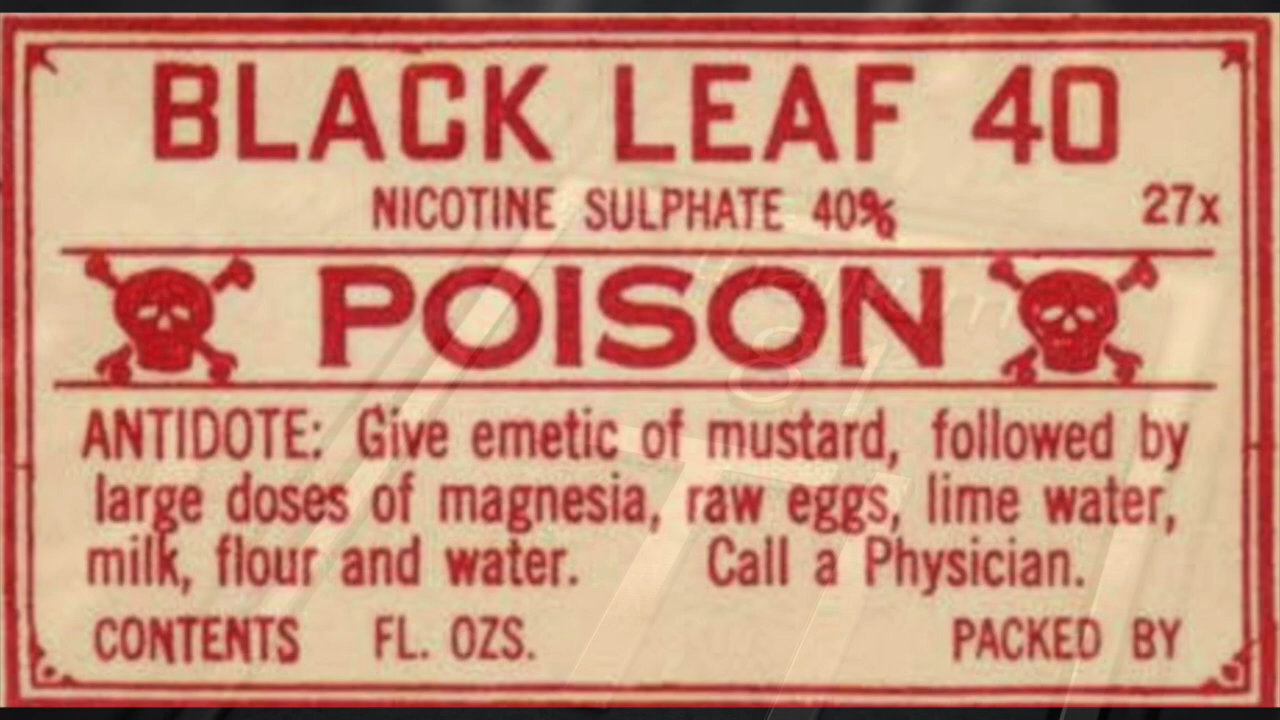 BLACK LEAF 40
NICOTINE SULPHATE 40%
27x
POISON
ANTIDOTE: Give emetic of mustard, followed by
large doses of magnesia, raw eggs, lime water,
milk, flour and water. Call a Physician.
CONTENTS FL. OZS. PACKED BY